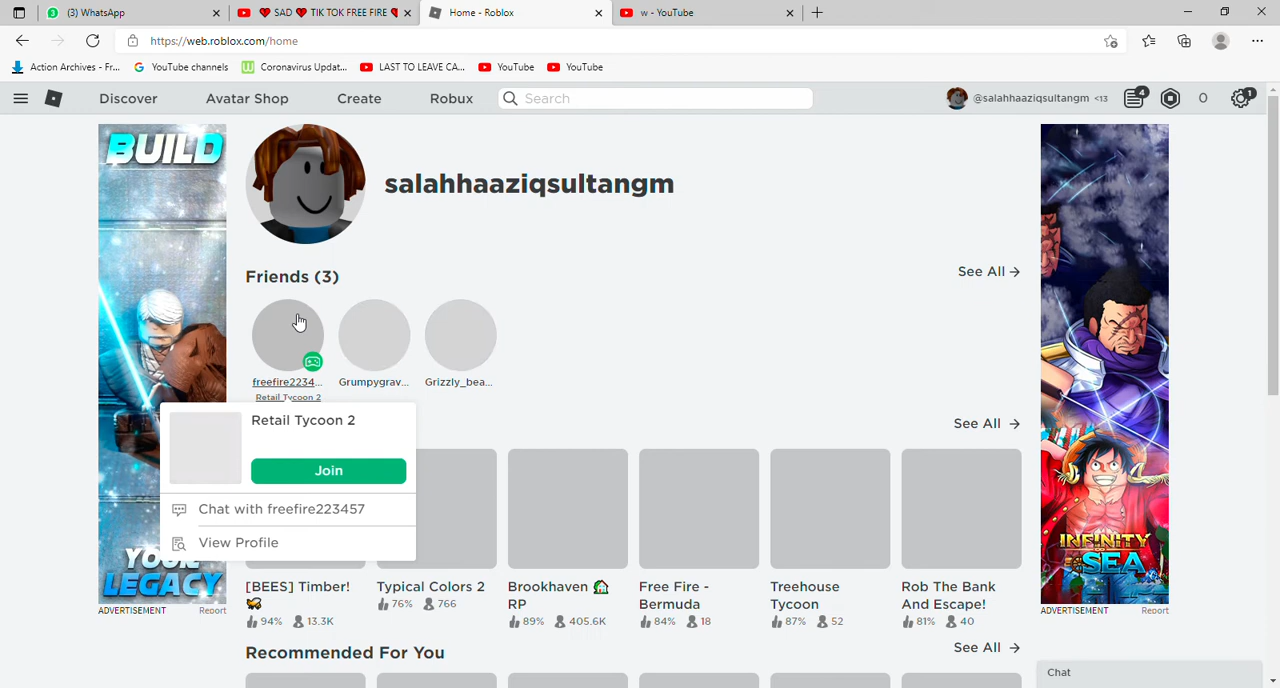 (3) WhatsApp
❤ SAD ❤ TIK TOK FREE FIRE
Home - Roblox
w - YouTube
https://web.roblox.com/home
Action Archives - Fr...
YouTube channels
Coronavirus Updat...
LAST TO LEAVE CA...
YouTube
YouTube
Discover
Avatar Shop
Create
Robux
Search
@salahhaaziqsultangm <13
4
0
1
BUILD
salahhaaziqsultangm
Friends (3)
See All →
freefire2234...
Grumpygrav...
Grizzly_bea...
Retail Tycoon 2
Retail Tycoon 2
Join
Chat with freefire223457
View Profile
See All →
YOUR
LEGACY
INFINITY
SEA
[BEES] Timber!
94% 13.3K
Typical Colors 2
76% 766
Brookhaven 🏠
RP
89% 405.6K
Free Fire -
Bermuda
84% 18
Treehouse
Tycoon
87% 52
Rob The Bank
And Escape!
81% 40
ADVERTISEMENT Report
ADVERTISEMENT Report
Recommended For You
See All →
Chat